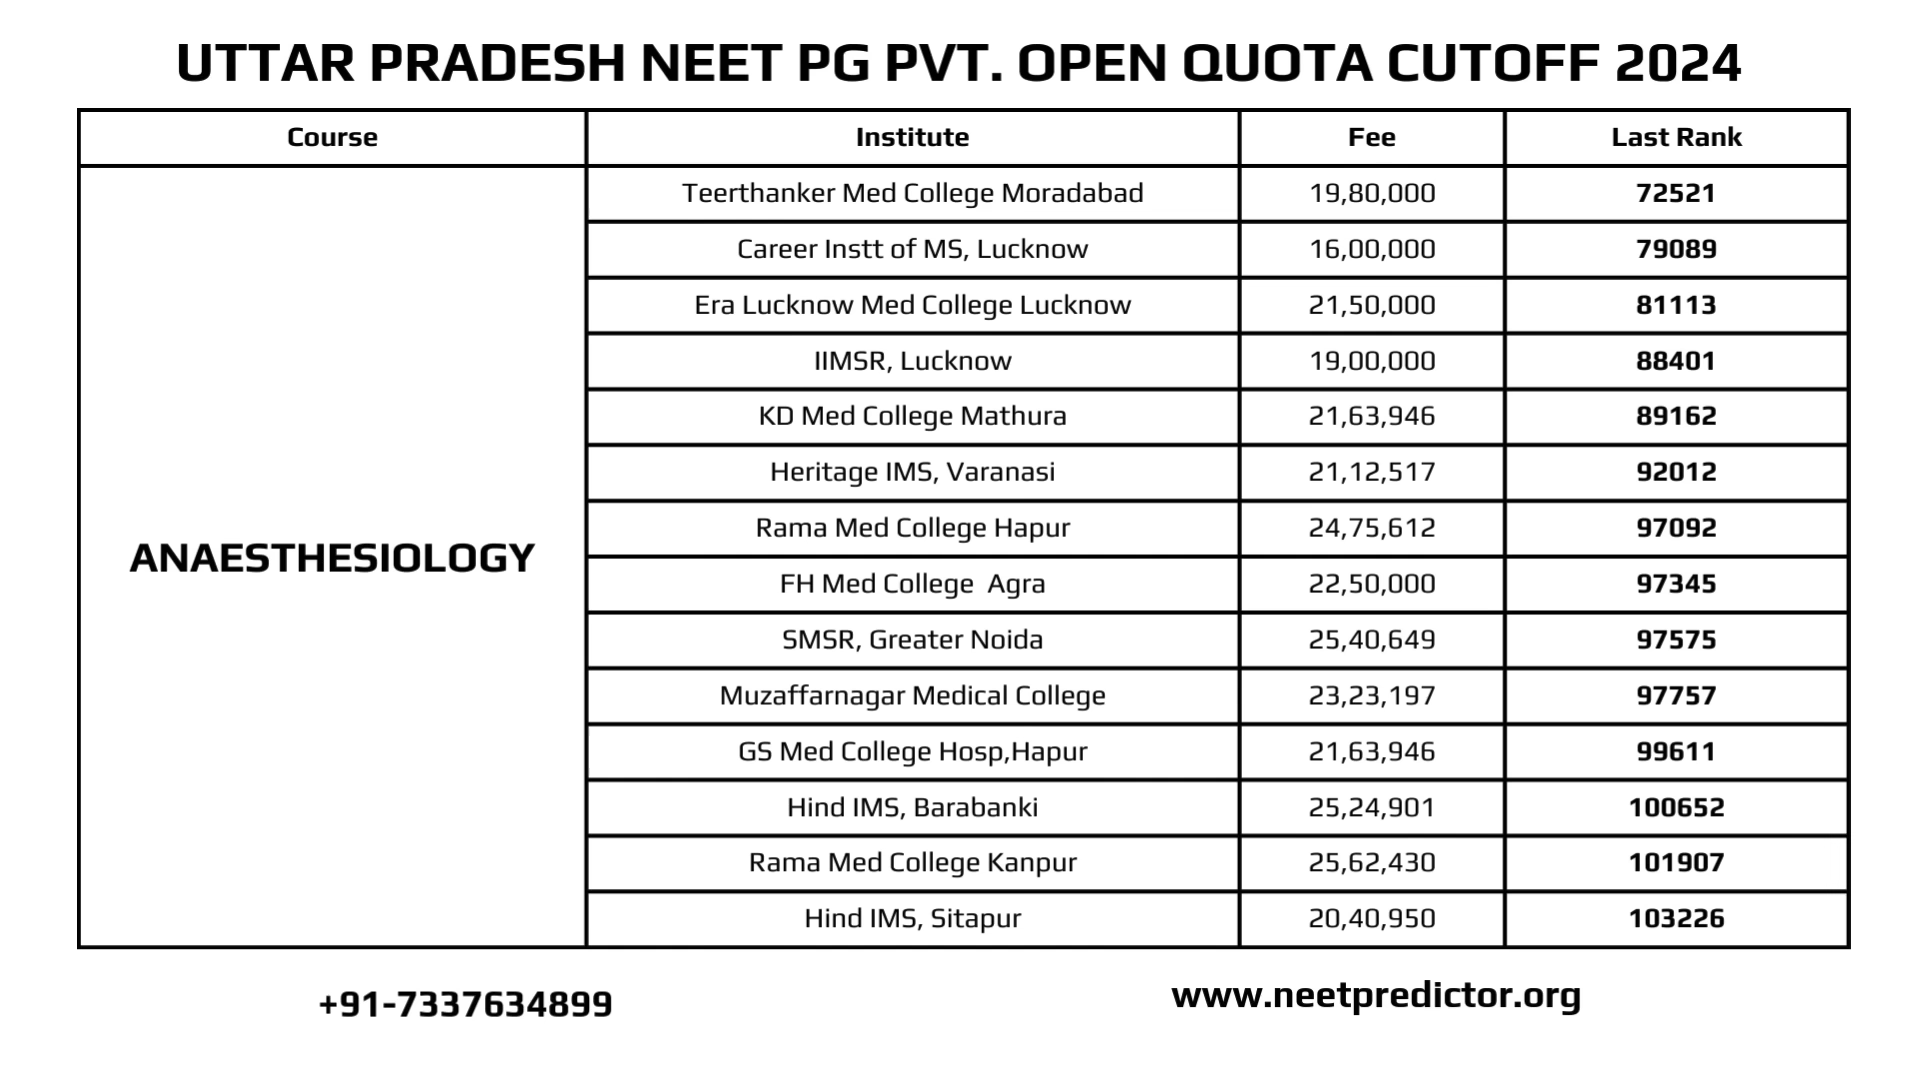 UTTAR PRADESH NEET PG PVT. OPEN QUOTA CUTOFF 2024
Course Institute Fee Last Rank
ANAESTHESIOLOGY
Teerthanker Med College Moradabad 19,80,000 72521
Career Instt of MS, Lucknow 16,00,000 79089
Era Lucknow Med College Lucknow 21,50,000 81113
IIMSR, Lucknow 19,00,000 88401
KD Med College Mathura 21,63,946 89162
Heritage IMS, Varanasi 21,12,517 92012
Rama Med College Hapur 24,75,612 97092
FH Med College  Agra 22,50,000 97345
SMSR, Greater Noida 25,40,649 97575
Muzaffarnagar Medical College 23,23,197 97757
GS Med College Hosp,Hapur 21,63,946 99611
Hind IMS, Barabanki 25,24,901 100652
Rama Med College Kanpur 25,62,430 101907
Hind IMS, Sitapur 20,40,950 103226
+91-7337634899 www.neetpredictor.org